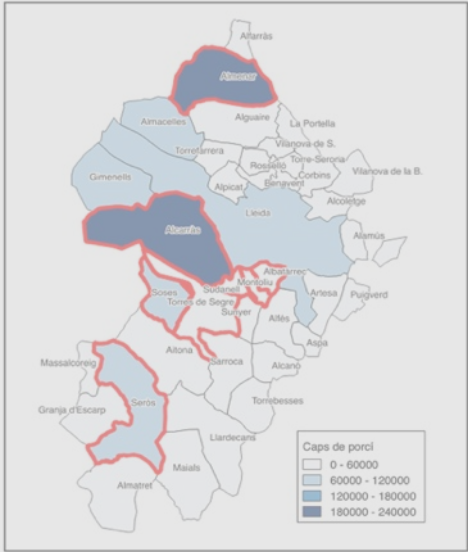 Alfarràs
Almenar
Alguaire
Almacelles
La Portella
Vilanova de S.
Torrefarrera
Rosselló
Torre-Serona
Corbins
Vilanova de la B.
Gimenells
Alpicat
Benavent
Alcoletge
Lleida
Alcarràs
Alamús
Albatàrrec
Montoliu
Soses
Sudanell
Artesa
Puigverd
Torres de Segre
Sunyer
Alfés
Aspa
Aitona
Sarroca
Alcanó
Massalcoreig
Seròs
Torrebesses
Granja d'Escarp
Llardecans
Maials
Almatret
Caps de porcí
0 - 60000
60000 - 120000
120000 - 180000
180000 - 240000